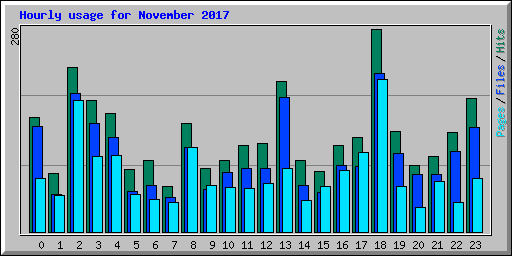 Hourly usage for November 2017
280
Pages / Files / Hits
0 1 2 3 4 5 6 7 8 9 10 11 12 13 14 15 16 17 18 19 20 21 22 23